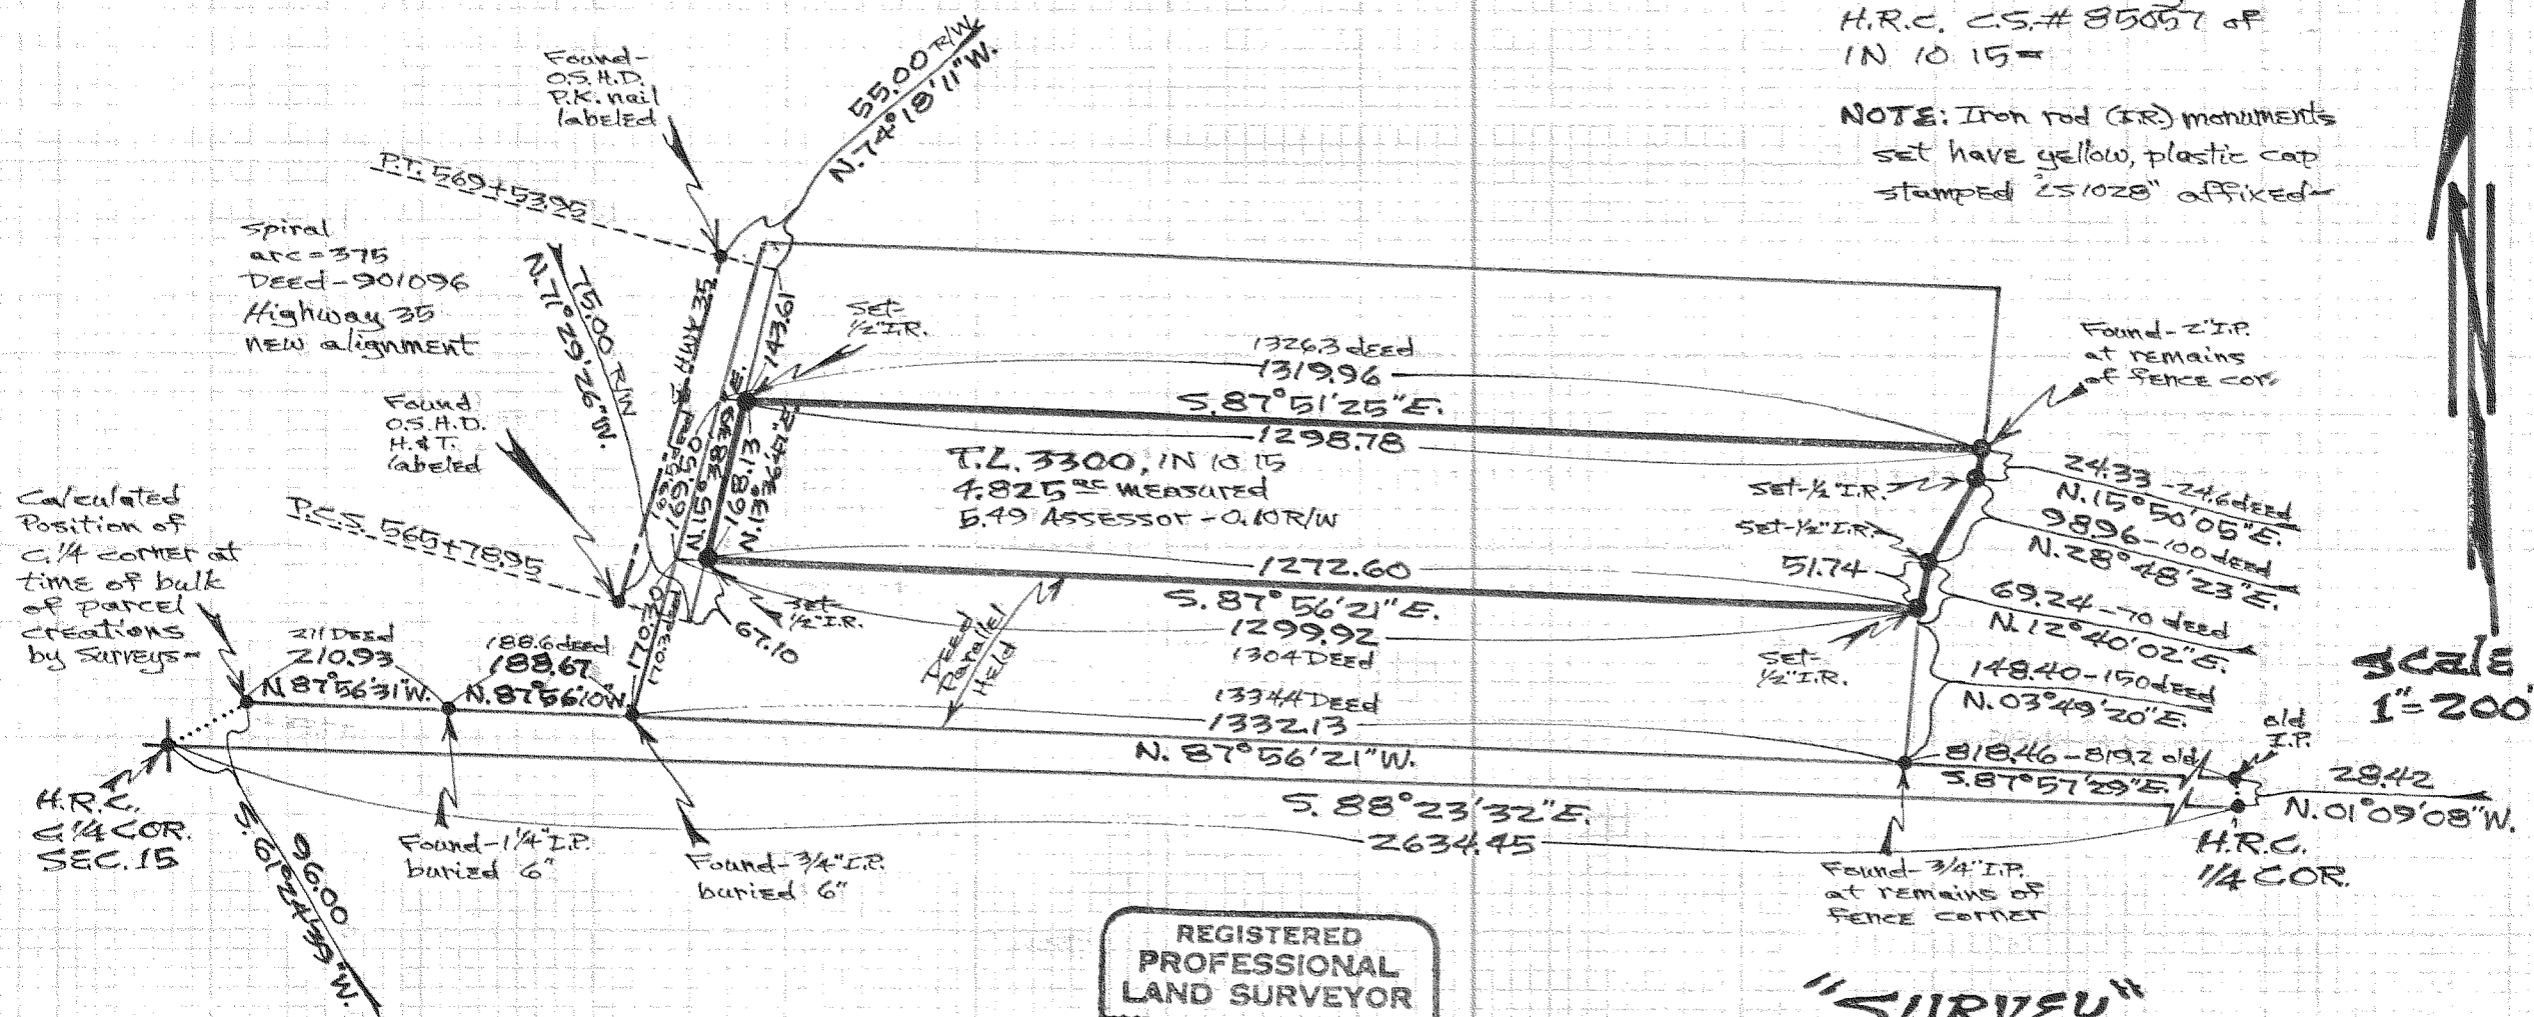 H.R.C. C.S.# 85057 of
1N 10 15-
NOTE: Iron rod (I.R.) monuments
set have yellow, plastic cap
stamped "LS1028" affixed-
Found-
O.S.H.D.
P.K. nail
labeled
55.00 R/W
N.74°18'11"W.
P.T. 569+53.95
spiral
arc=375
Deed-901096
Highway 35
new alignment
75.00 R/W
N.71°29'26"W.
HWY 35
143.61
Set-
1/2" I.R.
Found
O.S.H.D.
H.&T.
labeled
P.C.S. 565+78.95
169.5 deed
169.50
168.13
1326.3 deed
1319.96
S.87°51'25"E.
1298.78
T.L. 3300, 1N 10 15
4.825 ac measured
5.49 Assessor - 0.10 R/W
Found-2" I.P.
at remains
of fence cor.
Set-1/2" I.R.
24.33-24.6 deed
N.15°50'05"E.
98.96-100 deed
N.28°48'23"E.
Set-1/2" I.R.
51.74
69.24-70 deed
N.12°40'02"E.
148.40-150 deed
N.03°49'20"E.
1272.60
S.87°56'21"E.
1299.92
1304 Deed
Set-
1/2" I.R.
67.10
170.30
170.3 deed
Deed
Parallel
Held
Set-
1/2" I.R.
Calculated
Position of
C.1/4 corner at
time of bulk
of parcel
creations
by surveys-
211 Deed
210.93
N.87°56'31"W.
188.6 deed
188.67
N.87°56'10"W.
1334.4 Deed
1332.13
N.87°56'21"W.
818.46-819.2 old
S.87°57'29"E.
old
I.P.
28.42
N.01°09'08"W.
Scale
1"=200'
S.88°23'32"E.
2634.45
H.R.C.
C.1/4 COR.
SEC. 15
96.00
Found-1 1/4" I.P.
buried 6"
Found-3/4" I.P.
buried 6"
Found-3/4" I.P.
at remains of
fence corner
H.R.C.
1/4 COR.
REGISTERED
PROFESSIONAL
LAND SURVEYOR
"SURVEY"